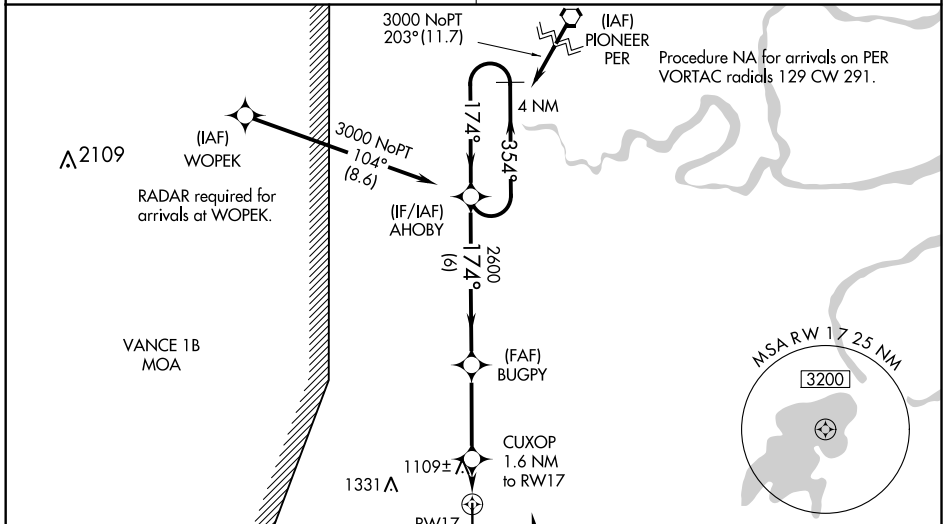 3000 NoPT
203° (11.7)
(IAF)
PIONEER
PER
Procedure NA for arrivals on PER
VORTAC radials 129 CW 291.
4 NM
174°
354°
(IAF)
WOPEK
3000 NoPT
104°
(8.6)
2109
RADAR required for
arrivals at WOPEK.
(IF/IAF)
AHOBY
2600
174°
(6)
VANCE 1B
MOA
(FAF)
BUGPY
MSA RW 17 25 NM
3200
CUXOP
1.6 NM
to RW17
1109±
1331
RW17